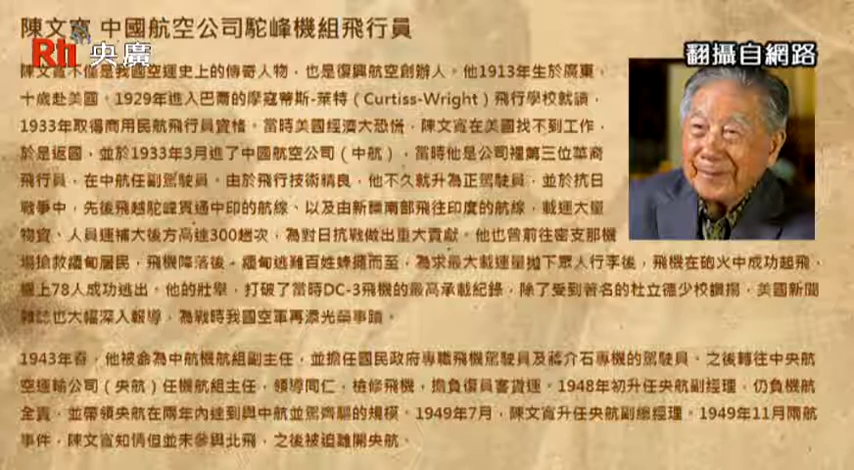 陳文寬 中國航空公司駝峰機組飛行員
Rti 央廣
翻攝自網路
陳文寬不僅是我國空運史上的傳奇人物，也是復興航空創辦人。他1913年生於廣東，
十歲赴美國。1929年進入巴爾的摩寇蒂斯-萊特（Curtiss-Wright）飛行學校就讀，
1933年取得商用民航飛行員資格。當時美國經濟大恐慌，陳文寬在美國找不到工作，
於是返國，並於1933年3月進了中國航空公司（中航），當時他是公司裡第三位華裔
飛行員，在中航任副駕駛員。由於飛行技術精良，他不久就升為正駕駛員，並於抗日
戰爭中，先後飛越駝峰貫通中印的航線、以及由新疆南部飛往印度的航線，載運大量
物資、人員運補大後方高達300趟次，為對日抗戰做出重大貢獻。他也曾前往密支那機
場搶救緬甸居民，飛機降落後，緬甸逃難百姓蜂擁而至，為求最大載運量拋下眾人行李後，飛機在砲火中成功起飛，
機上78人成功逃出。他的壯舉，打破了當時DC-3飛機的最高承載紀錄，除了受到著名的杜立德少校讚揚，美國新聞
雜誌也大幅深入報導，為戰時我國空軍再添光榮事蹟。
1943年春，他被命為中航機航組副主任，並擔任國民政府專職飛機駕駛員及蔣介石專機的駕駛員。之後轉往中央航
空運輸公司（央航）任機航組主任，領導同仁，檢修飛機，擔負復員客貨運。1948年初升任央航副經理，仍負機航
全責，並帶領央航在兩年內達到與中航並駕齊驅的規模。1949年7月，陳文寬升任央航副總經理。1949年11月兩航
事件，陳文寬知情但並未參與北飛，之後被迫離開央航。